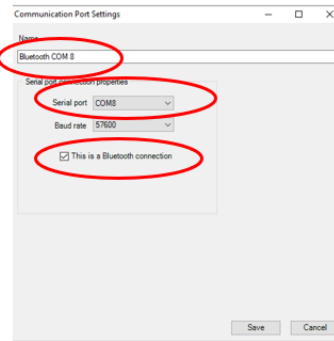 Communication Port Settings
Name
Bluetooth COM 8
Serial port connection properties
Serial port COM8
Baud rate 57600
This is a Bluetooth connection
Save Cancel